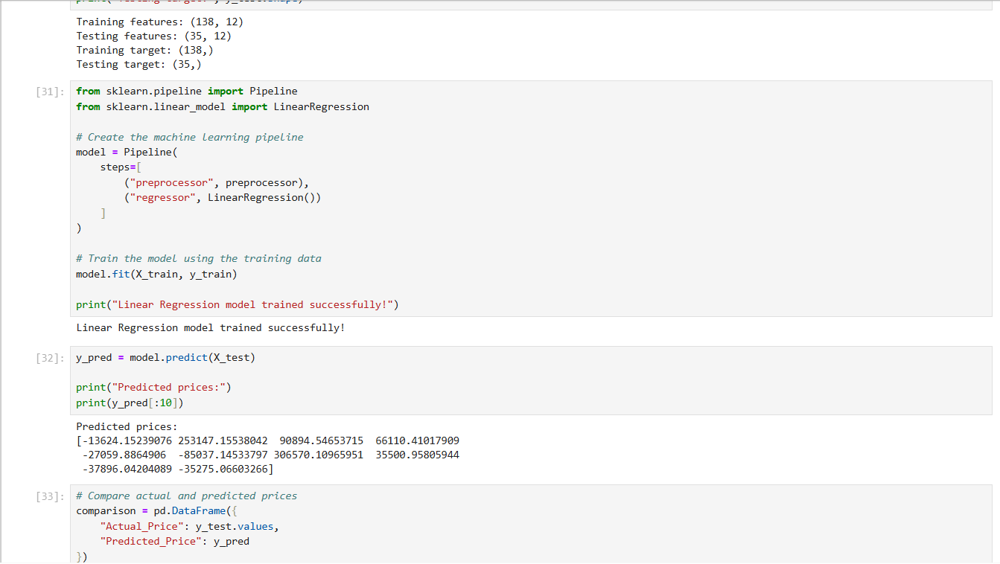 print("Testing target:", y_test.shape)
Training features: (138, 12)
Testing features: (35, 12)
Training target: (138,)
Testing target: (35,)
[31]:
from sklearn.pipeline import Pipeline
from sklearn.linear_model import LinearRegression
# Create the machine learning pipeline
model = Pipeline(
    steps=[
        ("preprocessor", preprocessor),
        ("regressor", LinearRegression())
    ]
)
# Train the model using the training data
model.fit(X_train, y_train)
print("Linear Regression model trained successfully!")
Linear Regression model trained successfully!
[32]:
y_pred = model.predict(X_test)
print("Predicted prices:")
print(y_pred[:10])
Predicted prices:
[-13624.15239076 253147.15538042  90894.54653715  66110.41017909
 -27059.8864906  -85037.14533797 306570.10965951  35500.95805944
 -37896.04204089 -35275.06603266]
[33]:
# Compare actual and predicted prices
comparison = pd.DataFrame({
    "Actual_Price": y_test.values,
    "Predicted_Price": y_pred
})